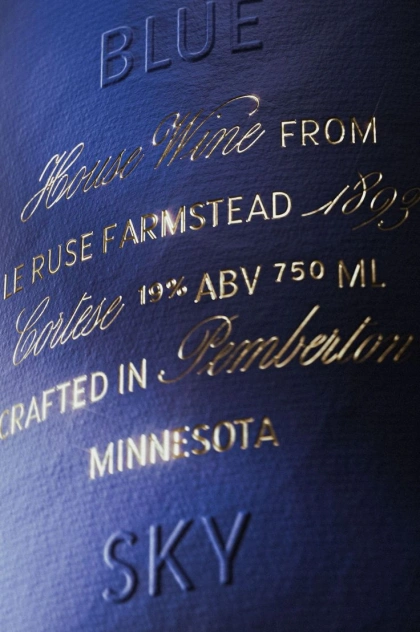 BLUE
House Wine FROM
LE RUSE FARMSTEAD 1893
Cortese 19% ABV 750 ML
CRAFTED IN Pemberton
MINNESOTA
SKY